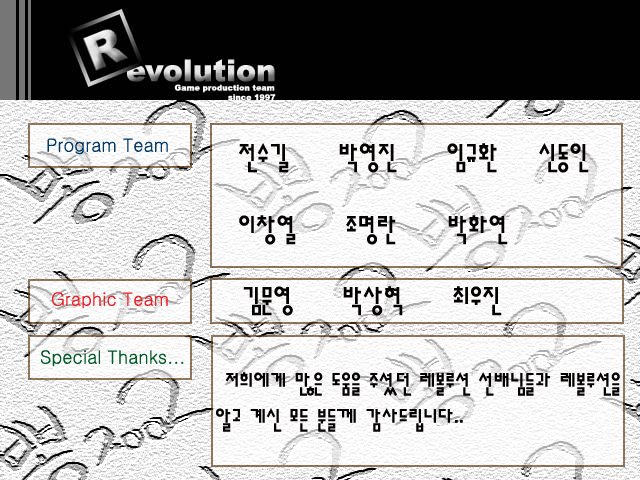 Revolution
Game production team
since 1997
Program Team
전수길 박영진 임규환 신동인
이창열 조명란 박화연
Graphic Team
김문영 박상혁 최우진
Special Thanks...
저희에게 많은 도움을 주셨던 레볼루션 선배님들과 레볼루션을
알고 계신 모든 분들께 감사드립니다..